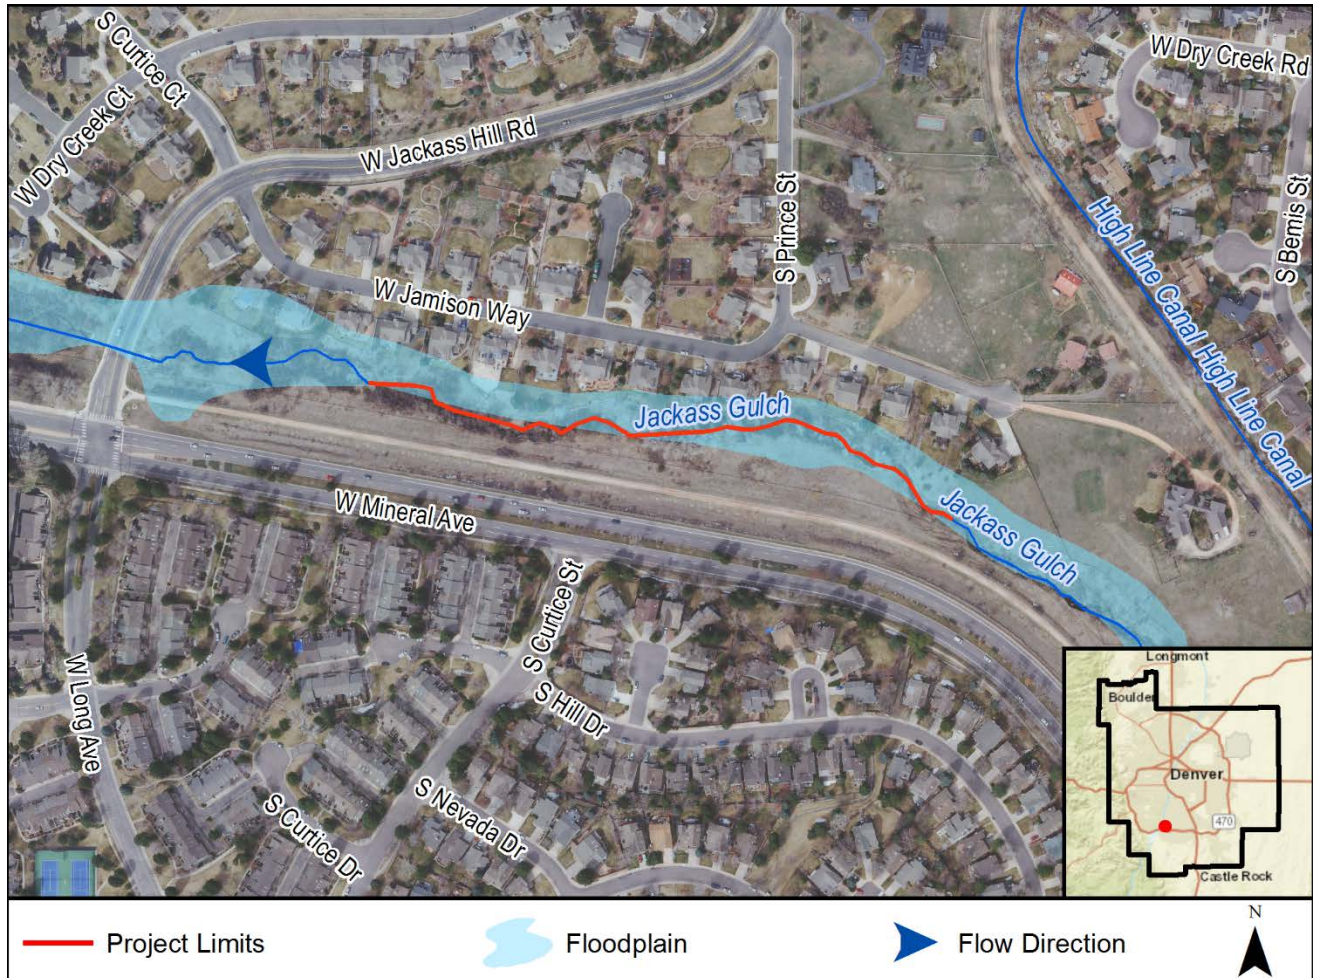 S Curtice Ct
W Dry Creek Rd
W Dry Creek Ct
W Jackass Hill Rd
S Prince St
S Bemis St
High Line Canal High Line Canal
W Jamison Way
Jackass Gulch
Jackass Gulch
W Mineral Ave
S Curtice St
W Long Ave
S Hill Dr
S Nevada Dr
S Curtice Dr
Longmont
Boulder
Denver
470
Castle Rock
Project Limits
Floodplain
Flow Direction
N